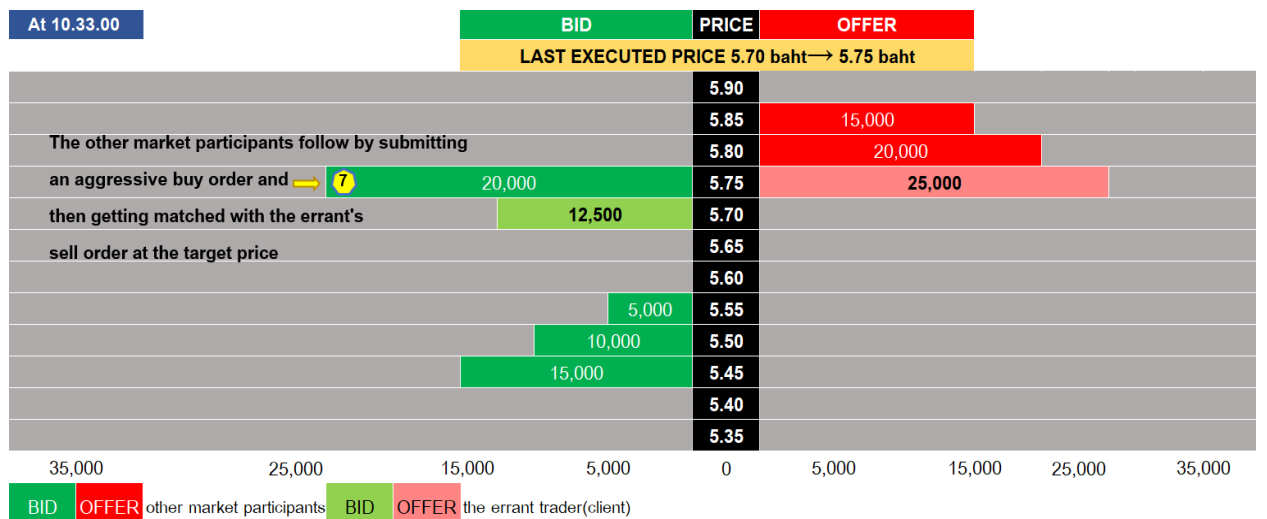 At 10.33.00 BID PRICE OFFER
LAST EXECUTED PRICE 5.70 baht→ 5.75 baht
5.90
5.85 15,000
The other market participants follow by submitting
5.80 20,000
an aggressive buy order and 7 20,000 5.75 25,000
then getting matched with the errant's 12,500 5.70
sell order at the target price
5.65
5.60
5,000 5.55
10,000 5.50
15,000 5.45
5.40
5.35
35,000 25,000 15,000 5,000 0 5,000 15,000 25,000 35,000
BID OFFER other market participants BID OFFER the errant trader(client)